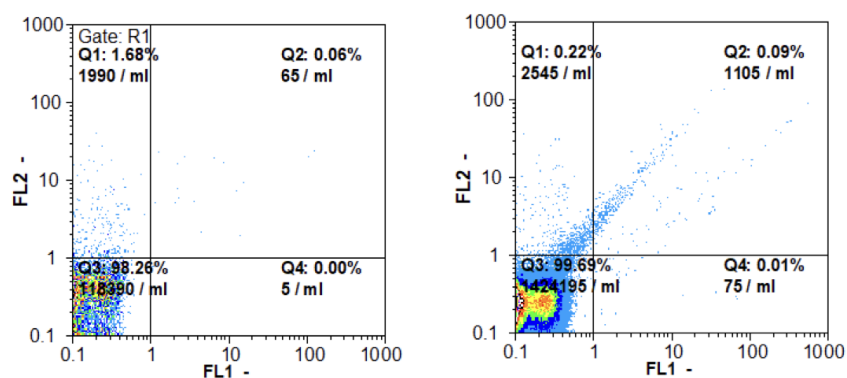 1000
Gate: R1
Q1: 1.68%
1990 / ml
Q2: 0.06%
65 / ml
100
10
1
0.1
FL2 -
Q3: 98.26%
118390 / ml
Q4: 0.00%
5 / ml
0.1
1
10
100
1000
FL1 -
1000
Q1: 0.22%
2545 / ml
Q2: 0.09%
1105 / ml
100
10
1
0.1
FL2 -
Q3: 99.69%
1424195 / ml
Q4: 0.01%
75 / ml
0.1
1
10
100
1000
FL1 -